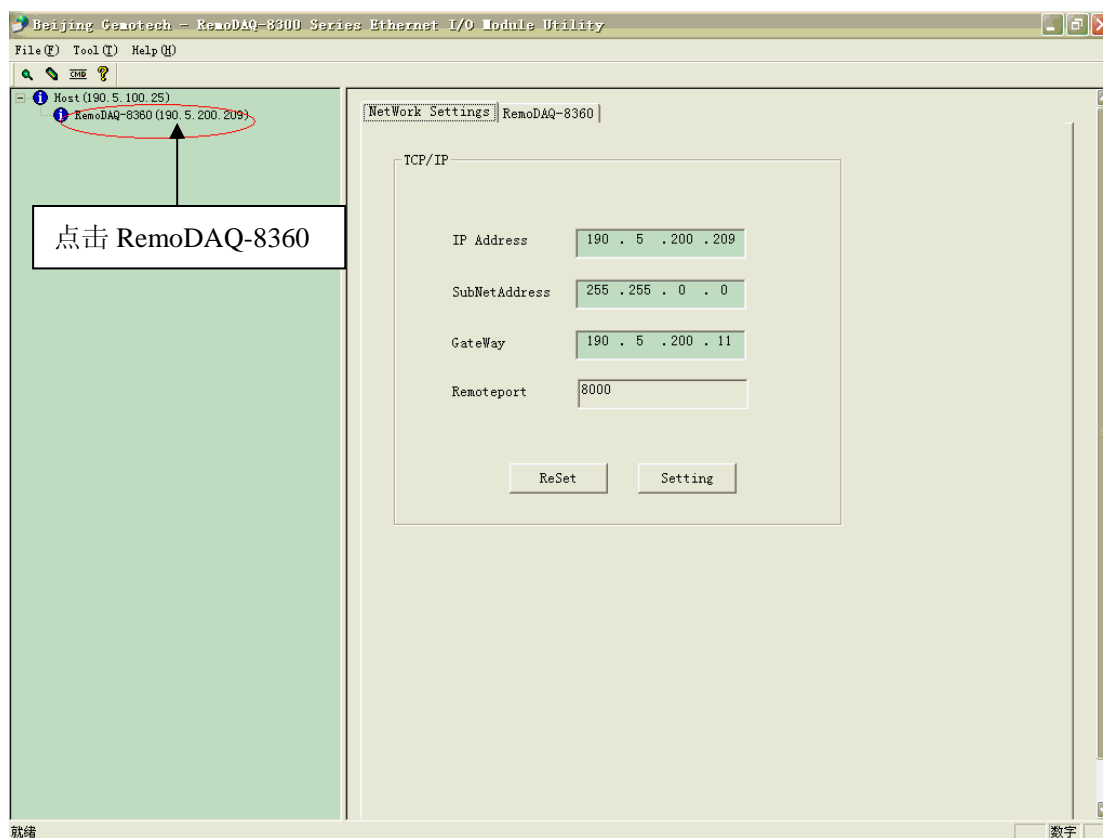 Beijing Gemotech - RemoDAQ-8300 Series Ethernet I/O Module Utility
File(F) Tool(T) Help(H)
CMD
Host(190.5.100.25)
RemoDAQ-8360(190.5.200.209)
点击 RemoDAQ-8360
NetWork Settings RemoDAQ-8360
TCP/IP
IP Address 190 . 5 .200 .209
SubNetAddress 255 .255 . 0 . 0
GateWay 190 . 5 .200 . 11
Remoteport 8000
ReSet Setting
就绪 数字